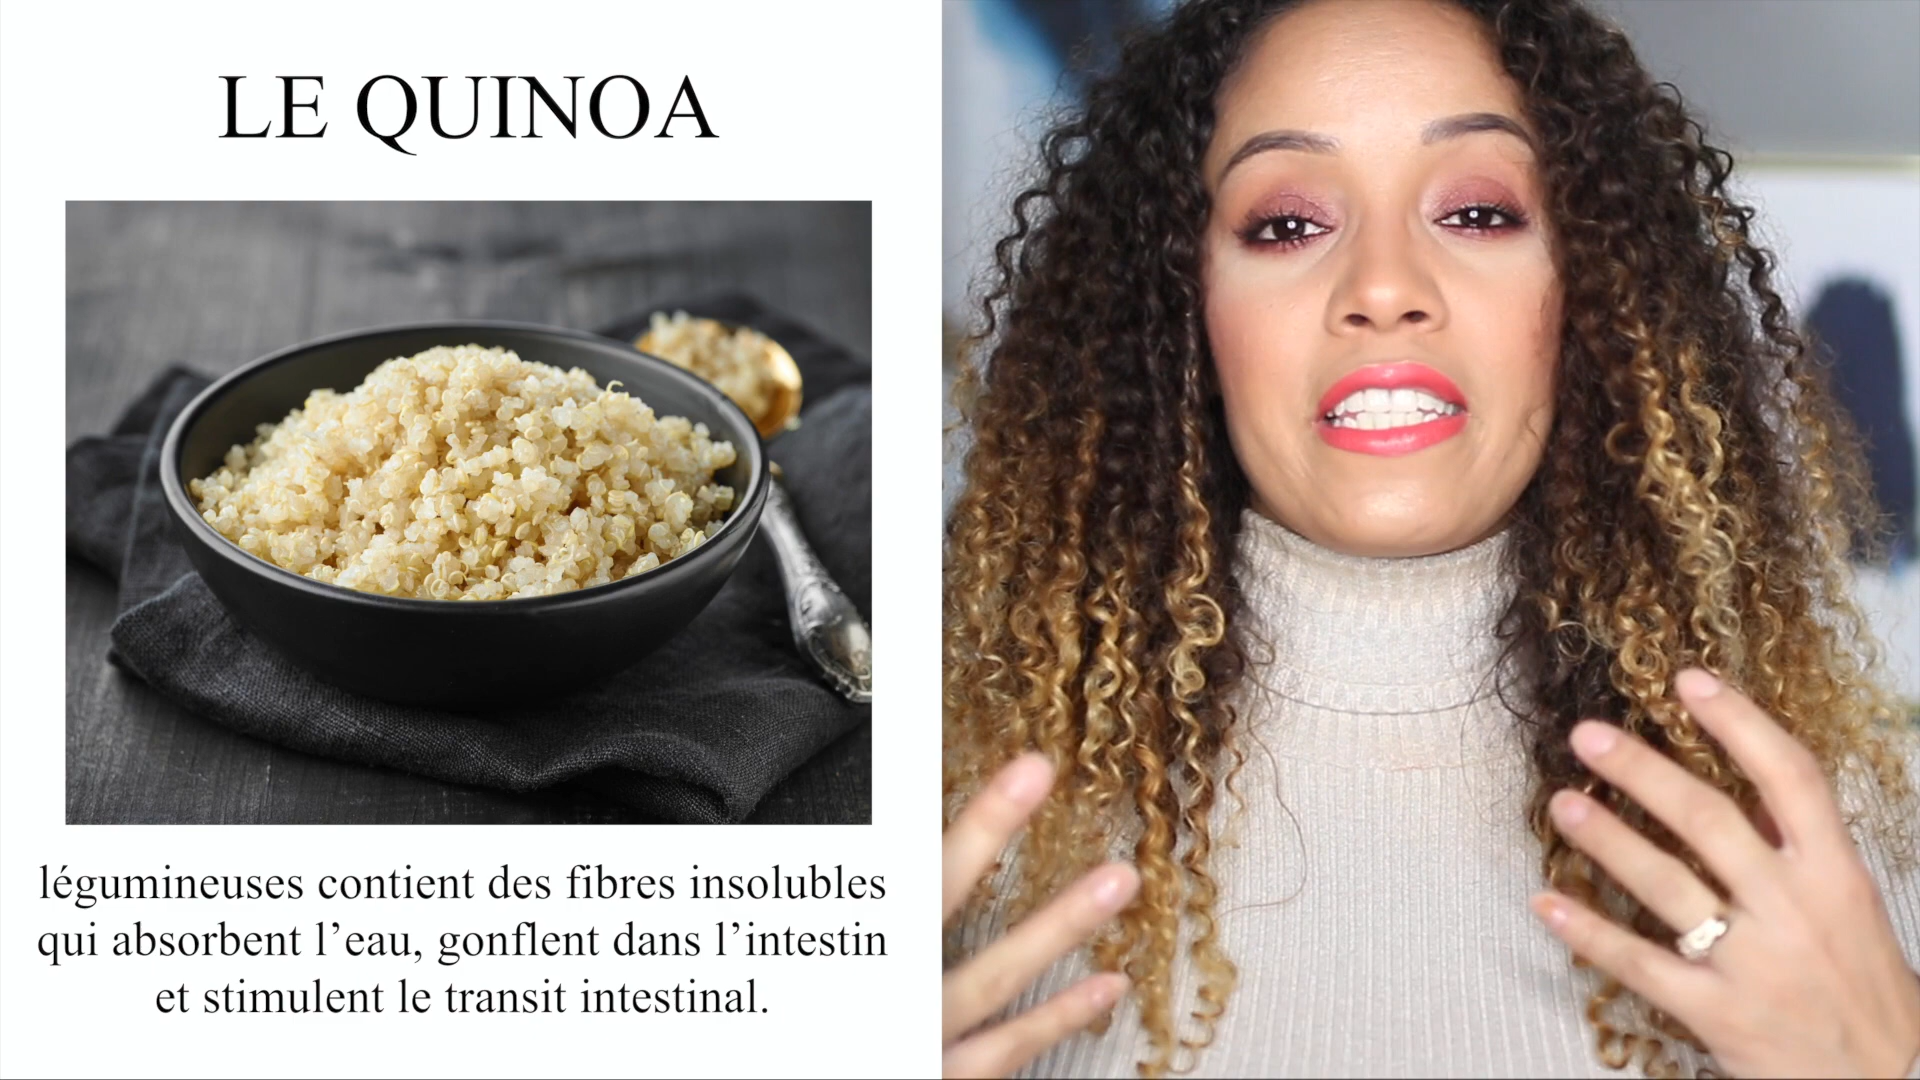 LE QUINOA
légumineuses contient des fibres insolubles
qui absorbent l’eau, gonflent dans l’intestin
et stimulent le transit intestinal.